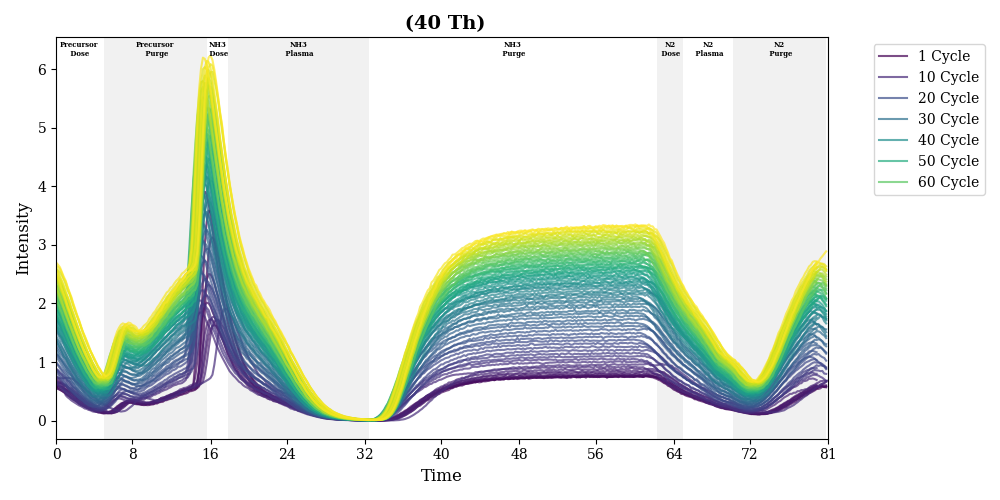 (40 Th)
Precursor Dose
Precursor Purge
NH3 Dose
NH3 Plasma
NH3 Purge
N2 Dose
N2 Plasma
N2 Purge
6
5
4
3
2
1
0
Intensity
0 8 16 24 32 40 48 56 64 72 81
Time
1 Cycle
10 Cycle
20 Cycle
30 Cycle
40 Cycle
50 Cycle
60 Cycle